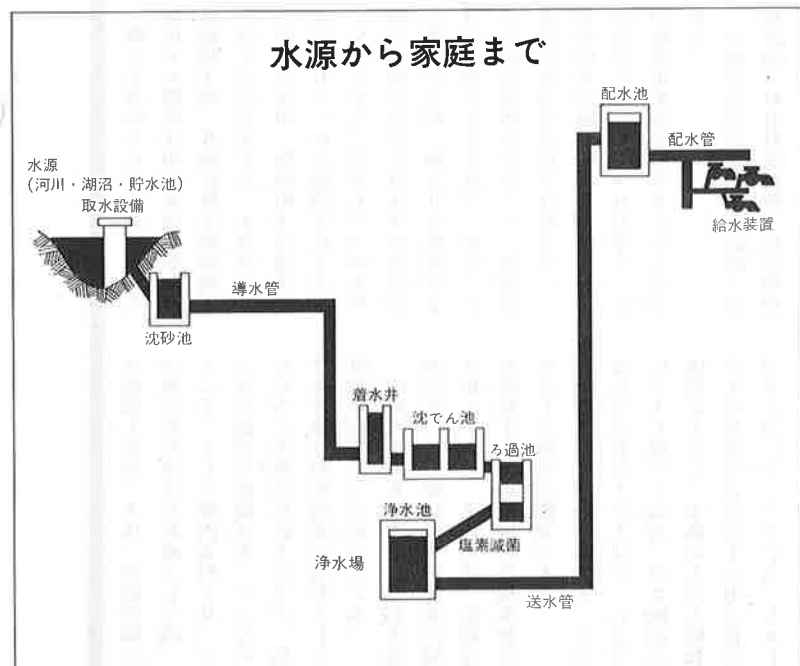 水源から家庭まで
配水池
配水管
水源
(河川・湖沼・貯水池)
取水設備
給水装置
導水管
沈砂池
着水井
沈でん池
ろ過池
浄水池
塩素滅菌
浄水場
送水管